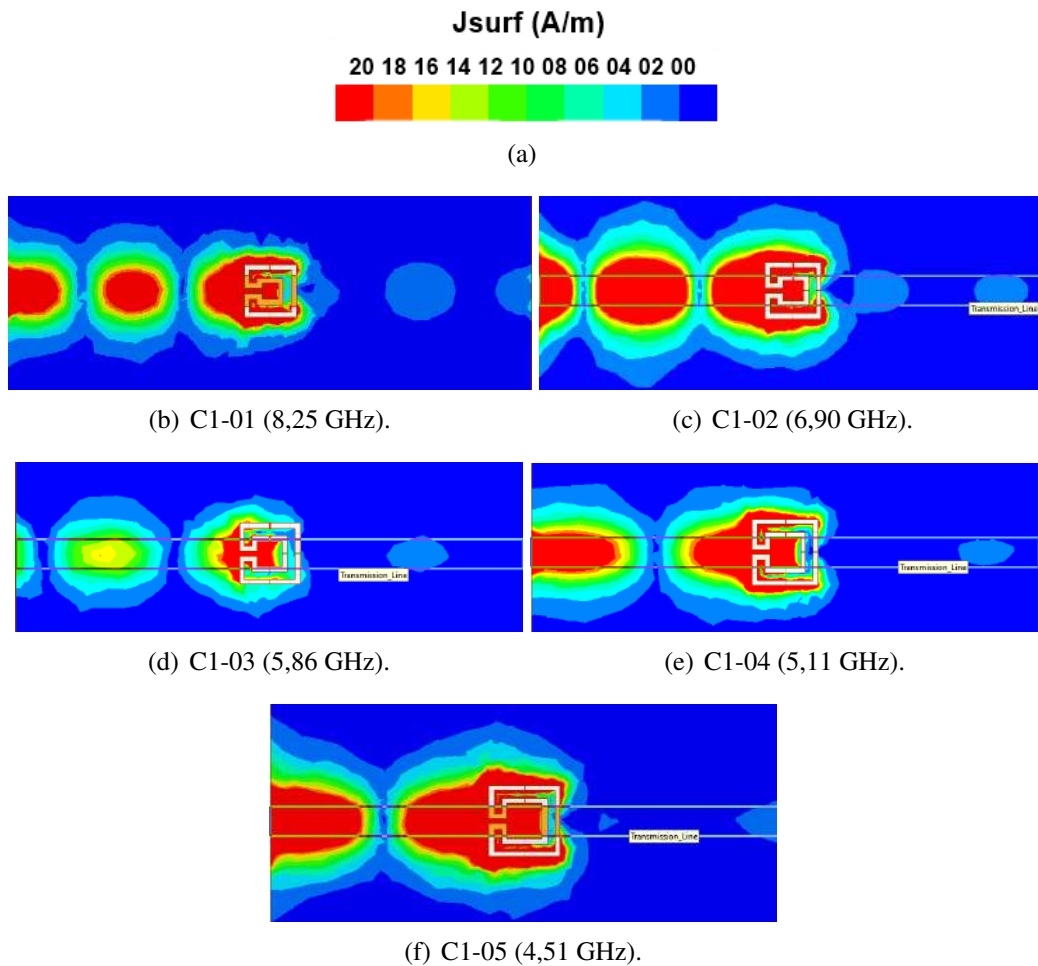 Jsurf (A/m)
20 18 16 14 12 10 08 06 04 02 00
(a)
Transmission_Line
(b) C1-01 (8,25 GHz).
(c) C1-02 (6,90 GHz).
Transmission_Line
Transmission_Line
(d) C1-03 (5,86 GHz).
(e) C1-04 (5,11 GHz).
Transmission_Line
(f) C1-05 (4,51 GHz).